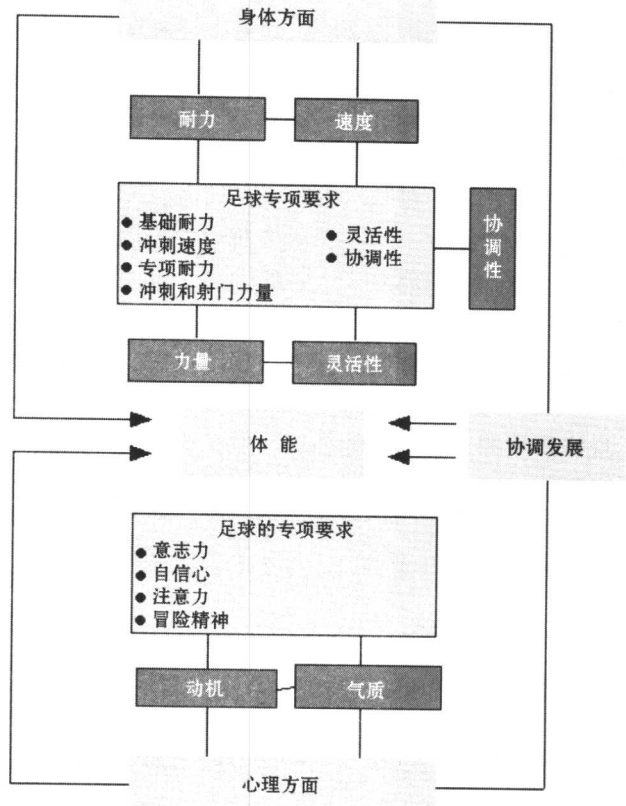 身体方面
耐力
速度
足球专项要求
● 基础耐力
● 冲刺速度
● 专项耐力
● 冲刺和射门力量
● 灵活性
● 协调性
协调性
力量
灵活性
体 能
协调发展
足球的专项要求
● 意志力
● 自信心
● 注意力
● 冒险精神
动机
气质
心理方面